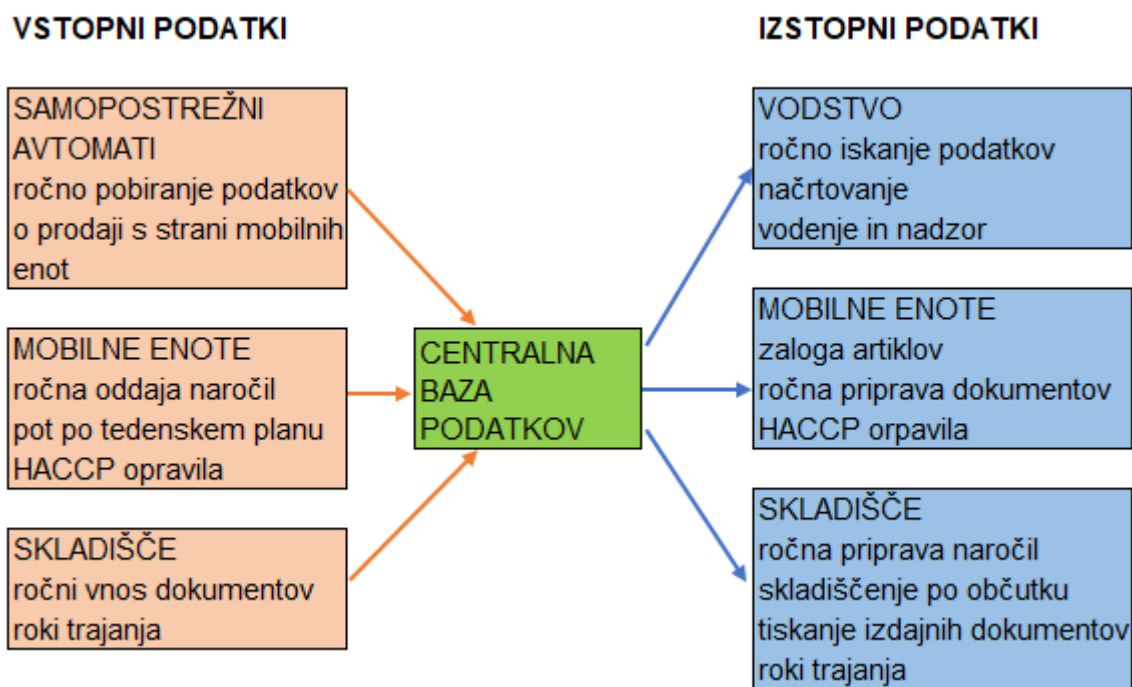 VSTOPNI PODATKI
SAMOPOSTREŽNI
AVTOMATI
ročno pobiranje podatkov
o prodaji s strani mobilnih
enot
MOBILNE ENOTE
ročna oddaja naročil
pot po tedenskem planu
HACCP opravila
SKLADIŠČE
ročni vnos dokumentov
roki trajanja
CENTRALNA
BAZA
PODATKOV
IZSTOPNI PODATKI
VODSTVO
ročno iskanje podatkov
načrtovanje
vodenje in nadzor
MOBILNE ENOTE
zaloga artiklov
ročna priprava dokumentov
HACCP orpavila
SKLADIŠČE
ročna priprava naročil
skladiščenje po občutku
tiskanje izdajnih dokumentov
roki trajanja